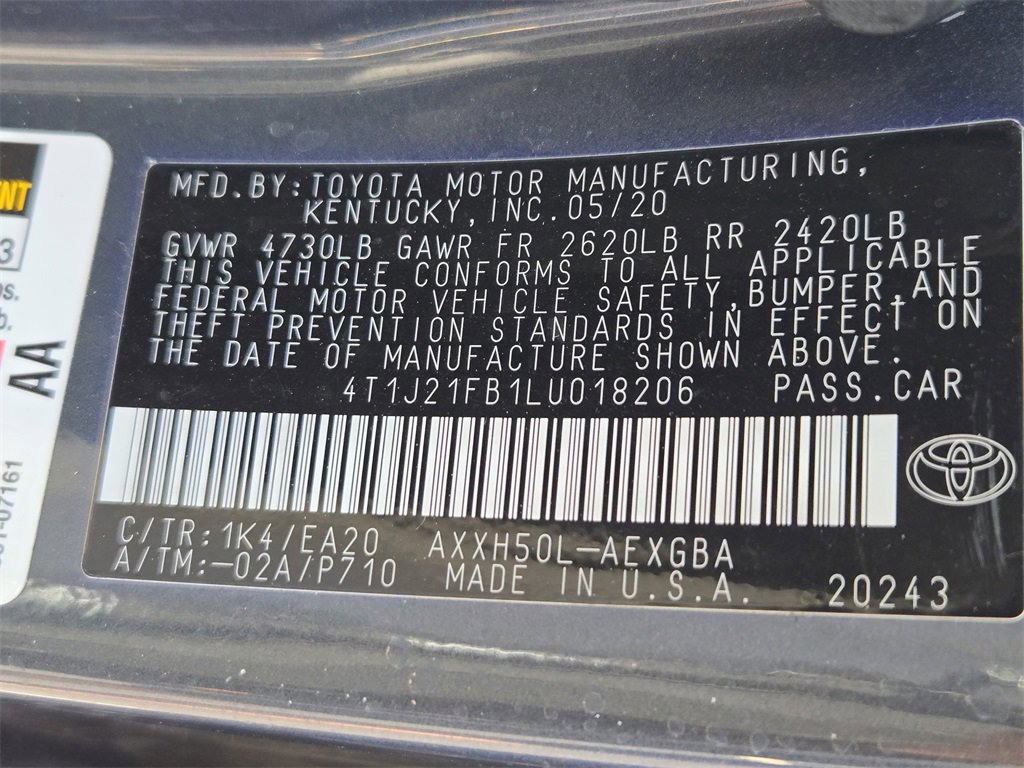 MFD.BY:TOYOTA MOTOR MANUFACTURING,
KENTUCKY, INC. 05/20
GVWR 4730LB GAWR FR 2620LB RR 2420LB
THIS VEHICLE CONFORMS TO ALL APPLICABLE
FEDERAL MOTOR VEHICLE SAFETY, BUMPER, AND
THEFT PREVENTION STANDARDS IN EFFECT ON
THE DATE OF MANUFACTURE SHOWN ABOVE.
4T1J21FB1LU018206 PASS.CAR
C/TR:1K4/EA20 AXXH50L-AEXGBA
A/TM:-02A/P710 MADE IN U.S.A. 20243
3
AA